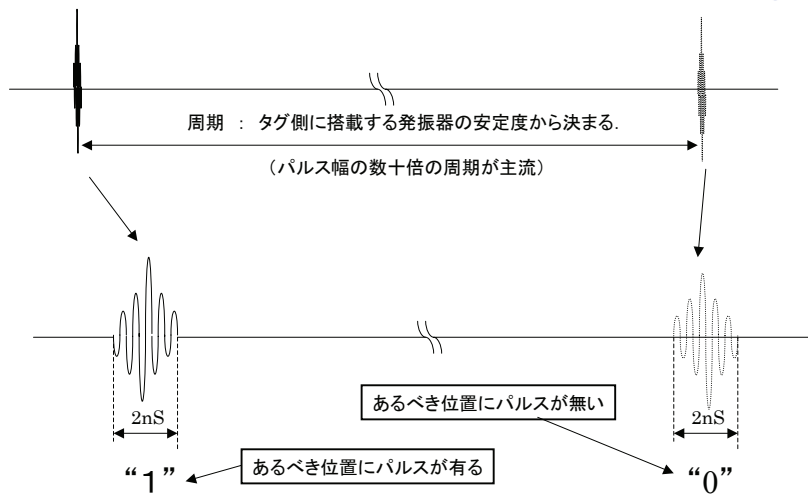 周期 ： タグ側に搭載する発振器の安定度から決まる.
（パルス幅の数十倍の周期が主流）
あるべき位置にパルスが無い
2nS
2nS
“1”
あるべき位置にパルスが有る
“0”